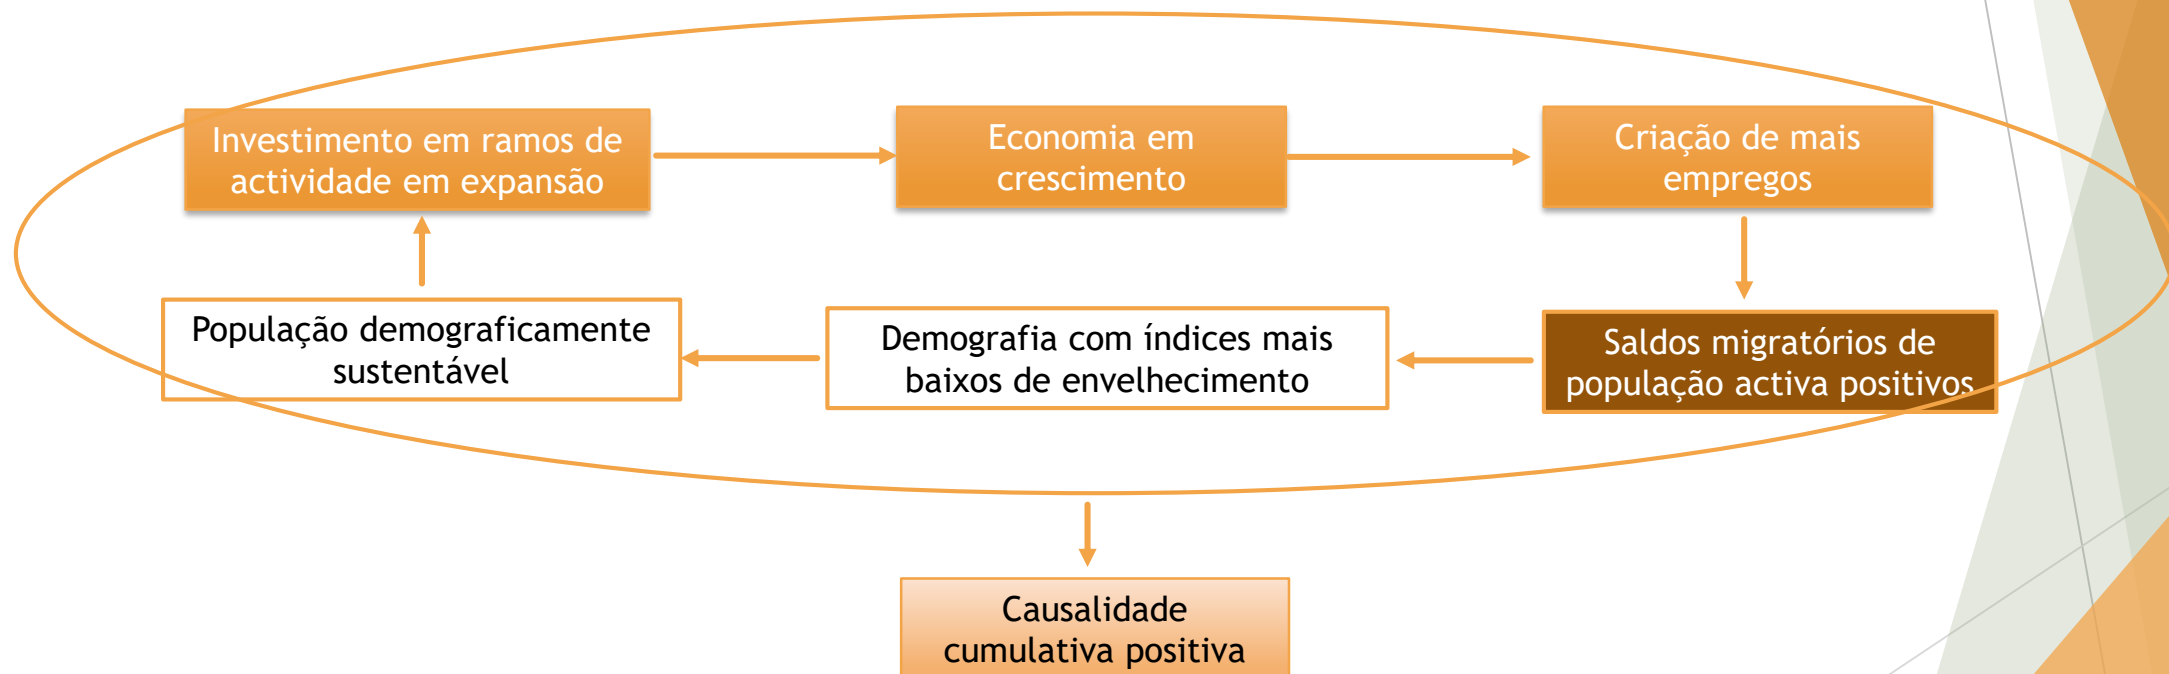 Investimento em ramos de
actividade em expansão
Economia em
crescimento
Criação de mais
empregos
População demograficamente
sustentável
Demografia com índices mais
baixos de envelhecimento
Saldos migratórios de
população activa positivos
Causalidade
cumulativa positiva